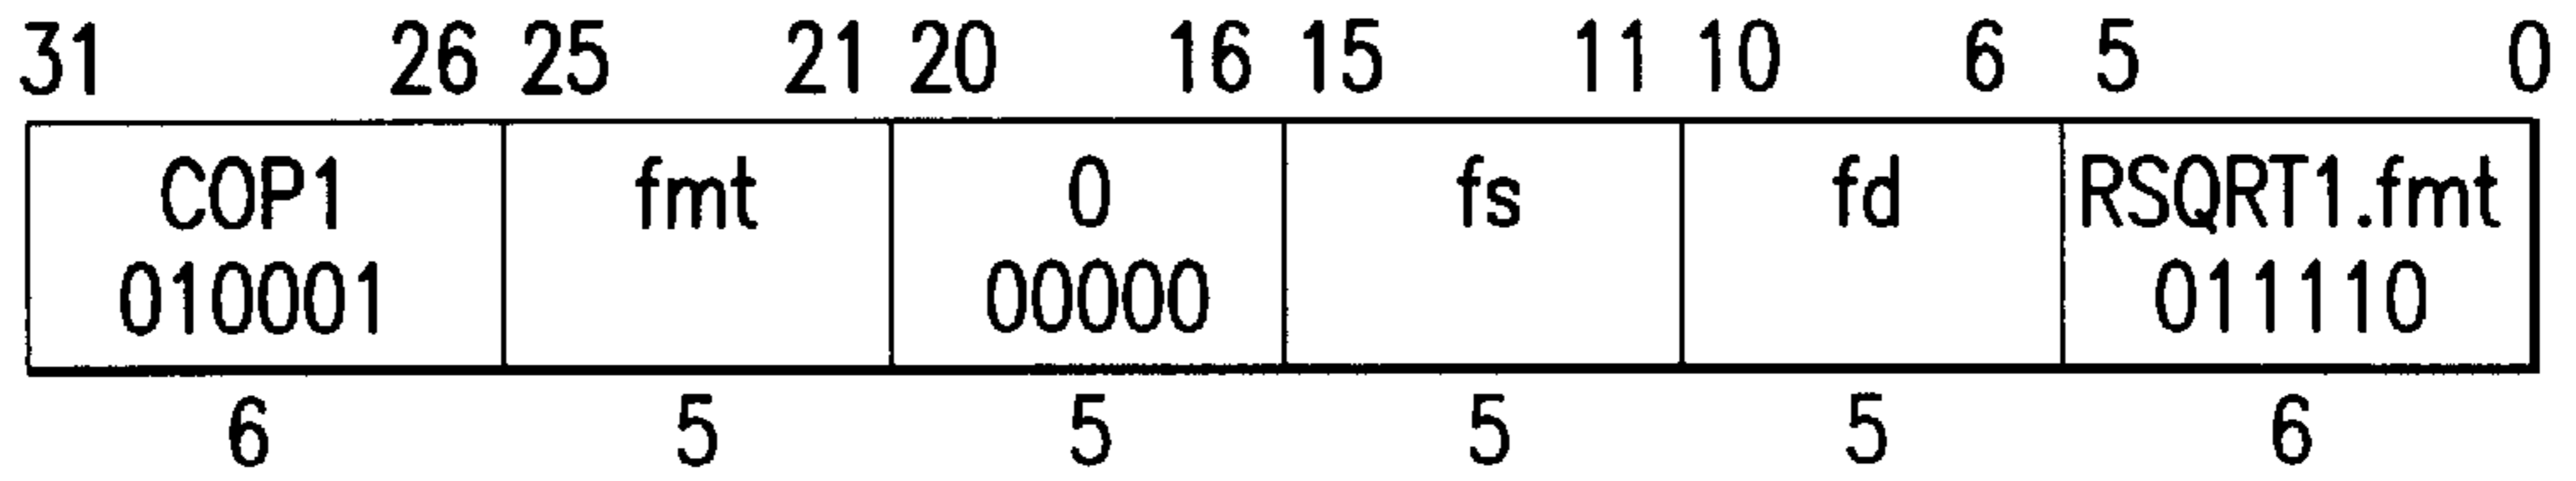 31 26 25 21 20 16 15 11 10 6 5 0
COP1 fmt 0 fs fd RSQRT1.fmt
010001 00000 011110
6 5 5 5 5 6